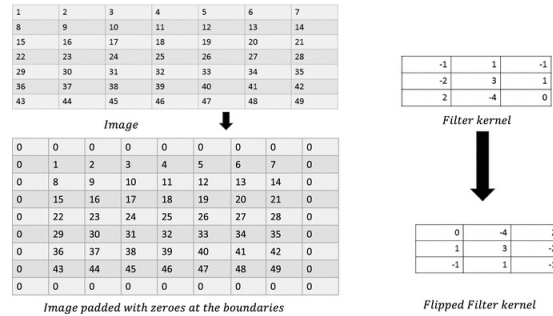 1 2 3 4 5 6 7
8 9 10 11 12 13 14
15 16 17 18 19 20 21
22 23 24 25 26 27 28
29 30 31 32 33 34 35
36 37 38 39 40 41 42
43 44 45 46 47 48 49
Image
0 0 0 0 0 0 0 0
0 1 2 3 4 5 6 7 0
0 8 9 10 11 12 13 14 0
0 15 16 17 18 19 20 21 0
0 22 23 24 25 26 27 28 0
0 29 30 31 32 33 34 35 0
0 36 37 38 39 40 41 42 0
0 43 44 45 46 47 48 49 0
0 0 0 0 0 0 0 0 0
Image padded with zeroes at the boundaries
-1 1 -1
-2 3 1
2 -4 0
Filter kernel
0 -4
1 3
-1 1
Flipped Filter kernel